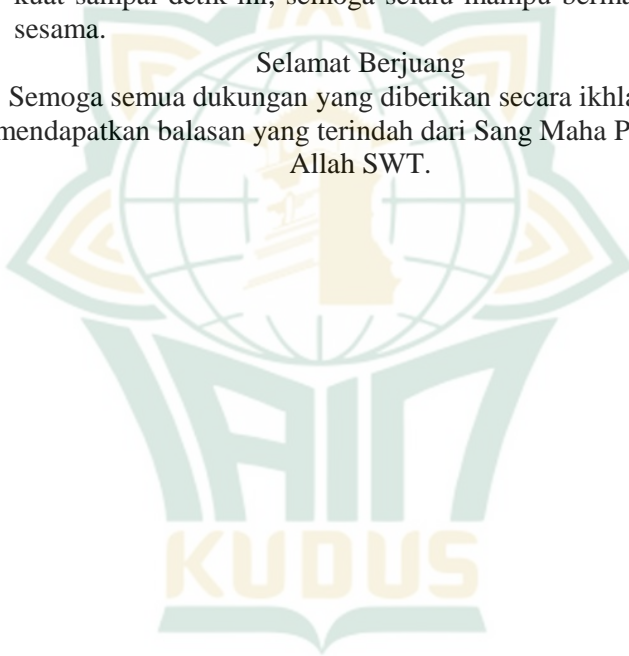 kuat sampai detik ini, semoga selalu mampu
sesama.
Selamat Berjuang
Semoga semua dukungan yang diberikan secara
mendapatkan balasan yang terindah dari Sang Maha
Allah SWT.
IAIN
KUDUS